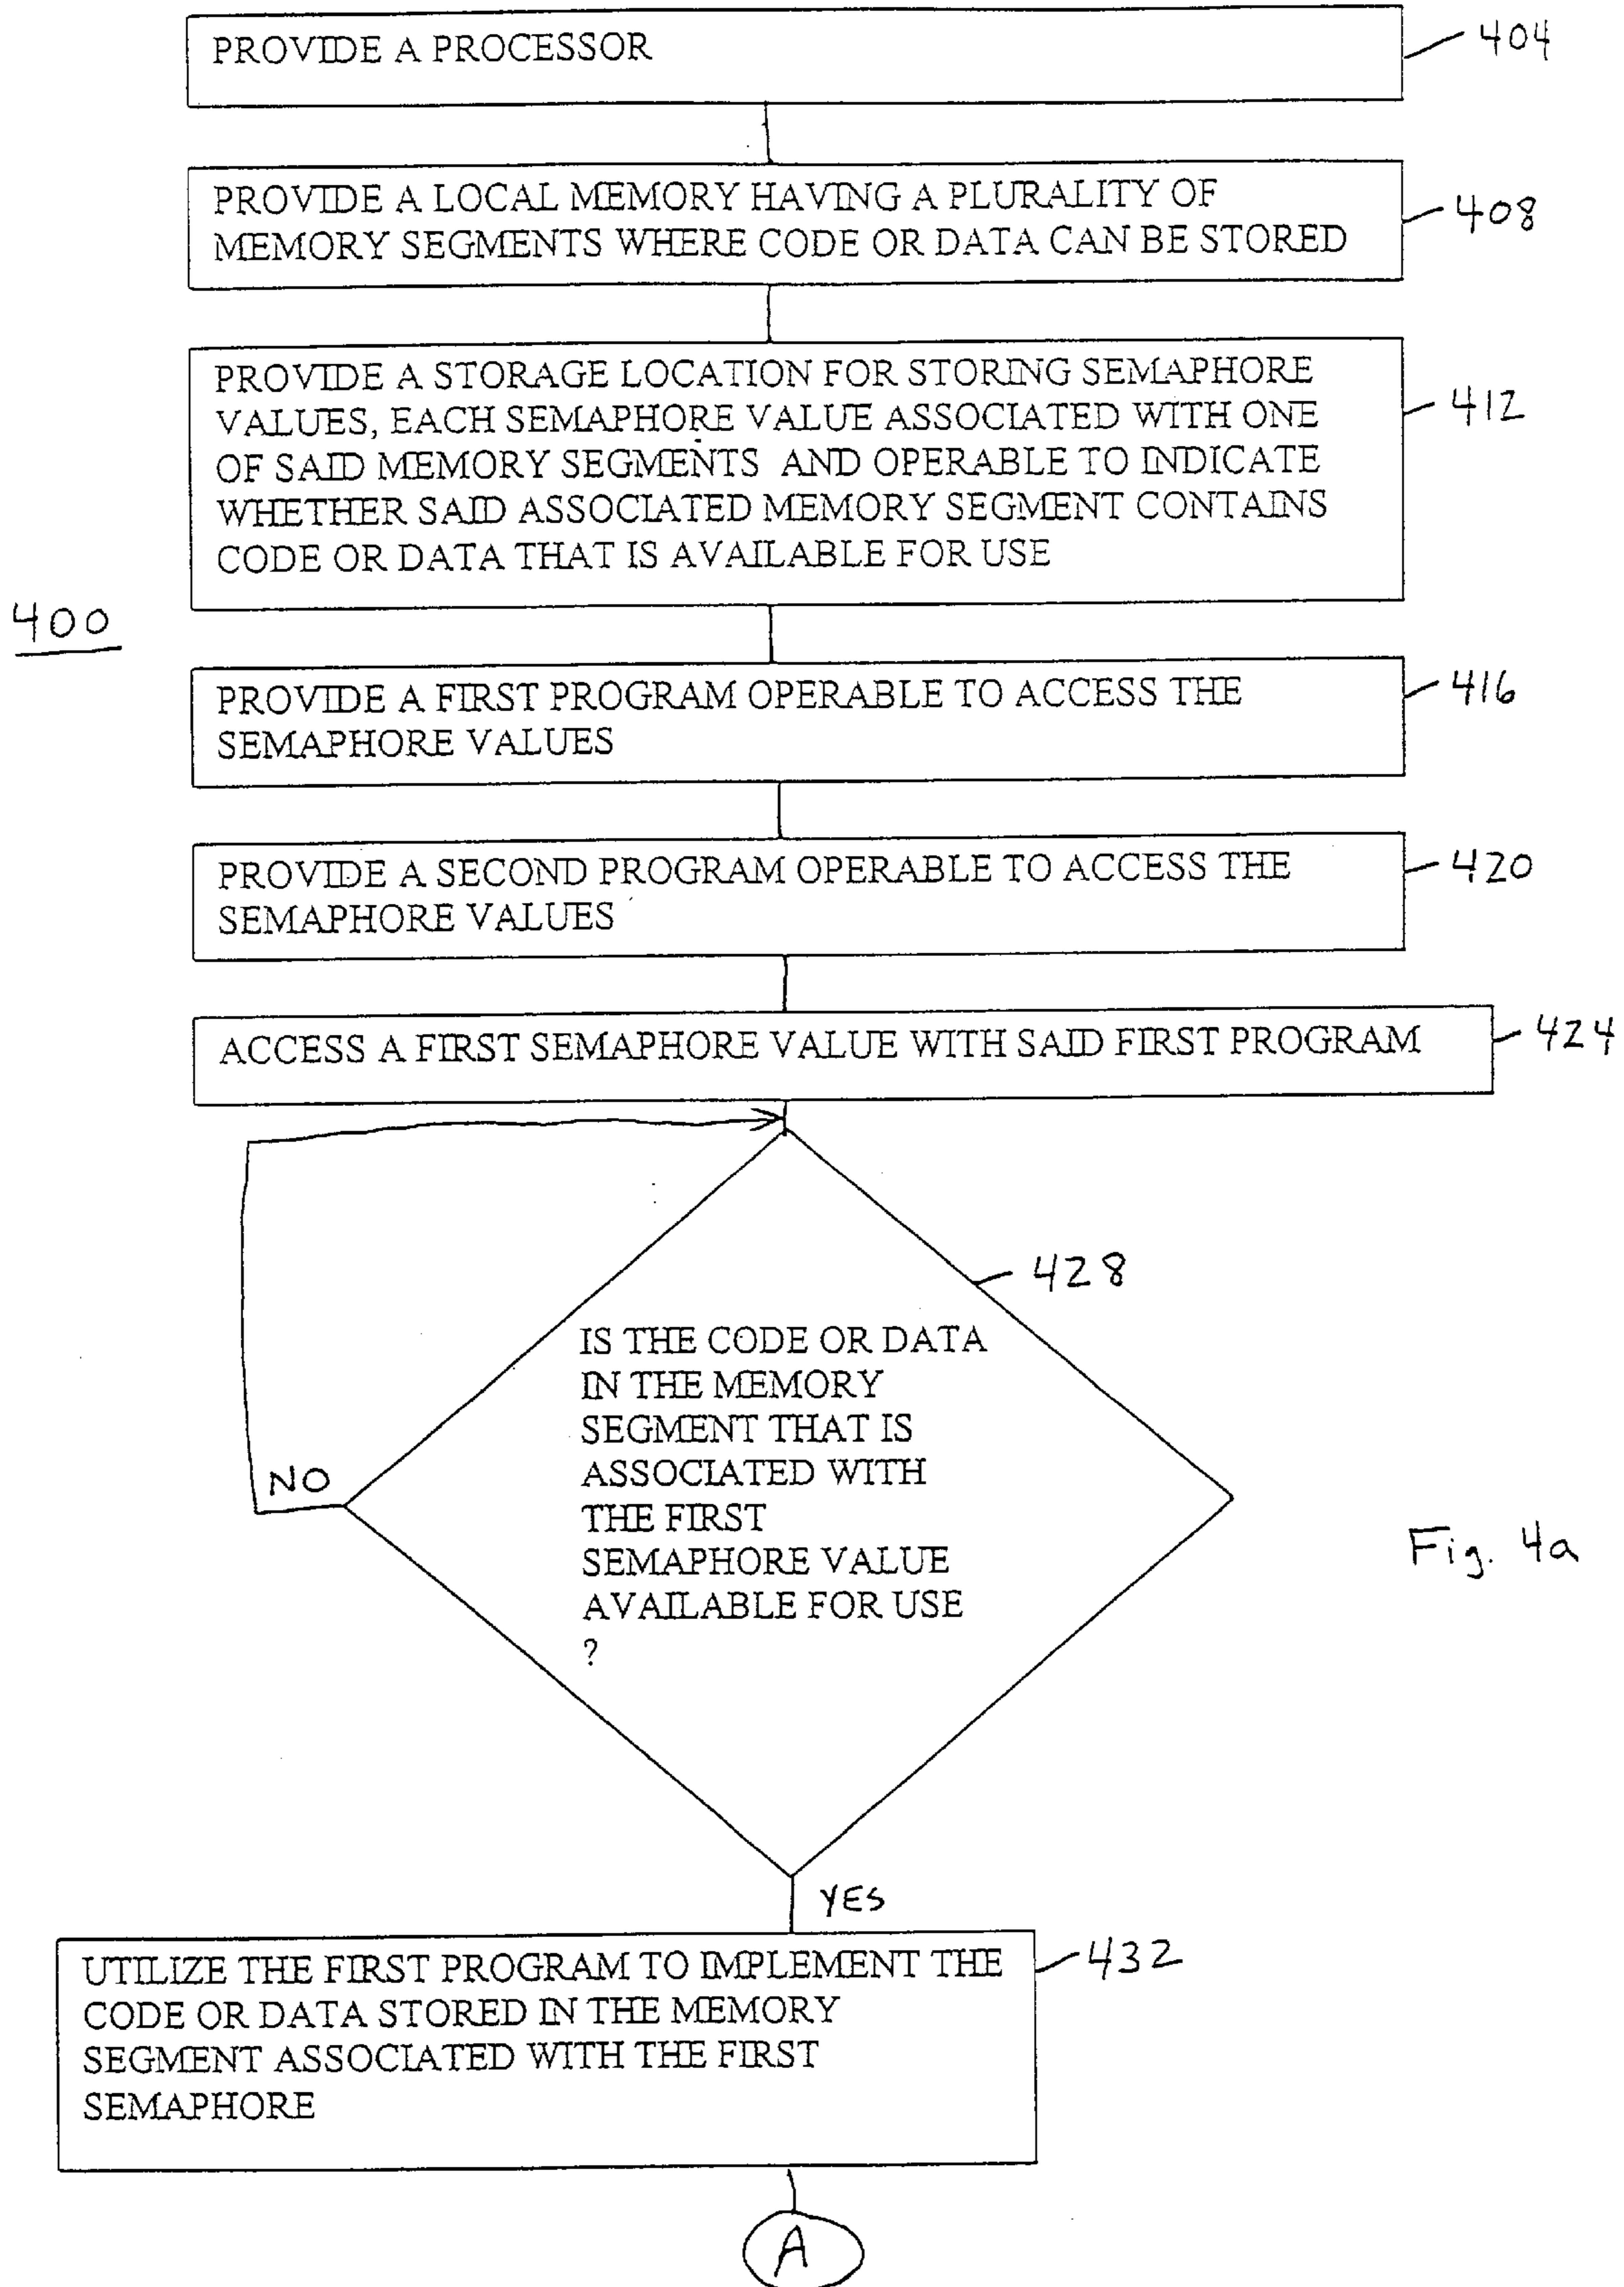 PROVIDE A PROCESSOR
404
PROVIDE A LOCAL MEMORY HAVING A PLURALITY OF
MEMORY SEGMENTS WHERE CODE OR DATA CAN BE STORED
408
PROVIDE A STORAGE LOCATION FOR STORING SEMAPHORE
VALUES, EACH SEMAPHORE VALUE ASSOCIATED WITH ONE
OF SAID MEMORY SEGMENTS AND OPERABLE TO INDICATE
WHETHER SAID ASSOCIATED MEMORY SEGMENT CONTAINS
CODE OR DATA THAT IS AVAILABLE FOR USE
412
400
PROVIDE A FIRST PROGRAM OPERABLE TO ACCESS THE
SEMAPHORE VALUES
416
PROVIDE A SECOND PROGRAM OPERABLE TO ACCESS THE
SEMAPHORE VALUES
420
ACCESS A FIRST SEMAPHORE VALUE WITH SAID FIRST PROGRAM
424
428
IS THE CODE OR DATA
IN THE MEMORY
SEGMENT THAT IS
ASSOCIATED WITH
THE FIRST
SEMAPHORE VALUE
AVAILABLE FOR USE
?
NO
Fig. 4a
YES
UTILIZE THE FIRST PROGRAM TO IMPLEMENT THE
CODE OR DATA STORED IN THE MEMORY
SEGMENT ASSOCIATED WITH THE FIRST
SEMAPHORE
432
A